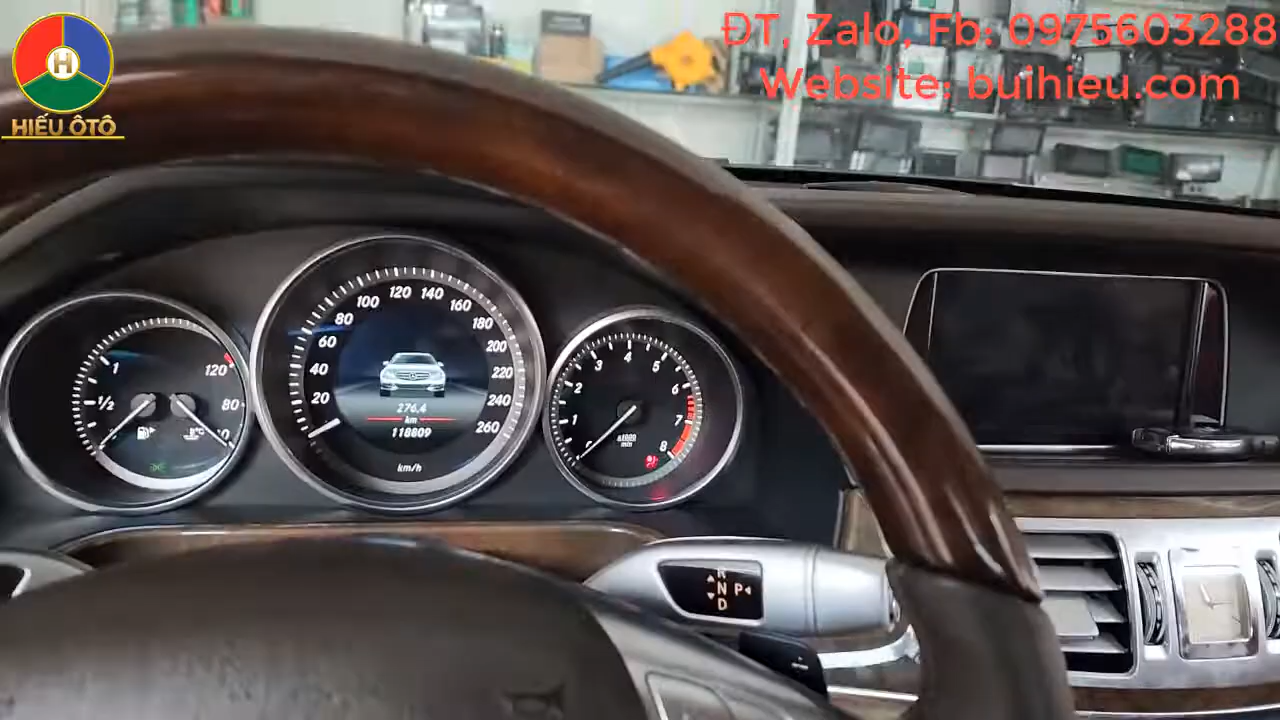 ĐT, Zalo, Fb: 0975603288
Website: buihieu.com
H
HIẾU ÔTÔ
1
1/2
120
80
20
40
60
80
100
120
140
160
180
200
220
240
260
276,4
km
118809
km/h
1
2
3
4
5
6
7
8
x1000
min
R
N
D
P